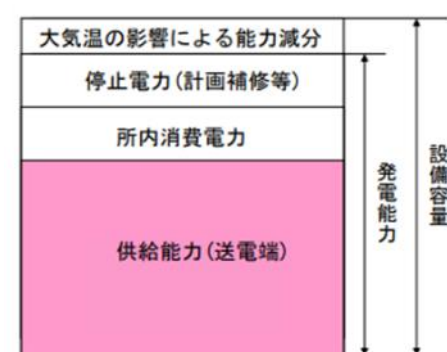 大気温の影響による能力減分
停止電力(計画補修等)
所内消費電力
供給能力(送電端)
発電能力
設備容量